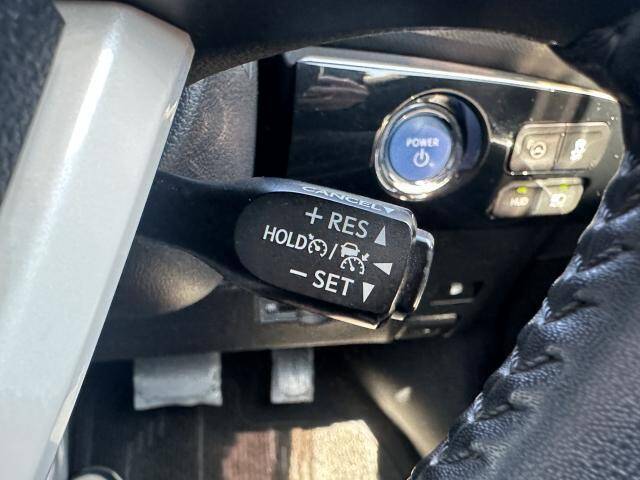 CANCEL
+ RES
HOLD /
− SET
POWER
HUD